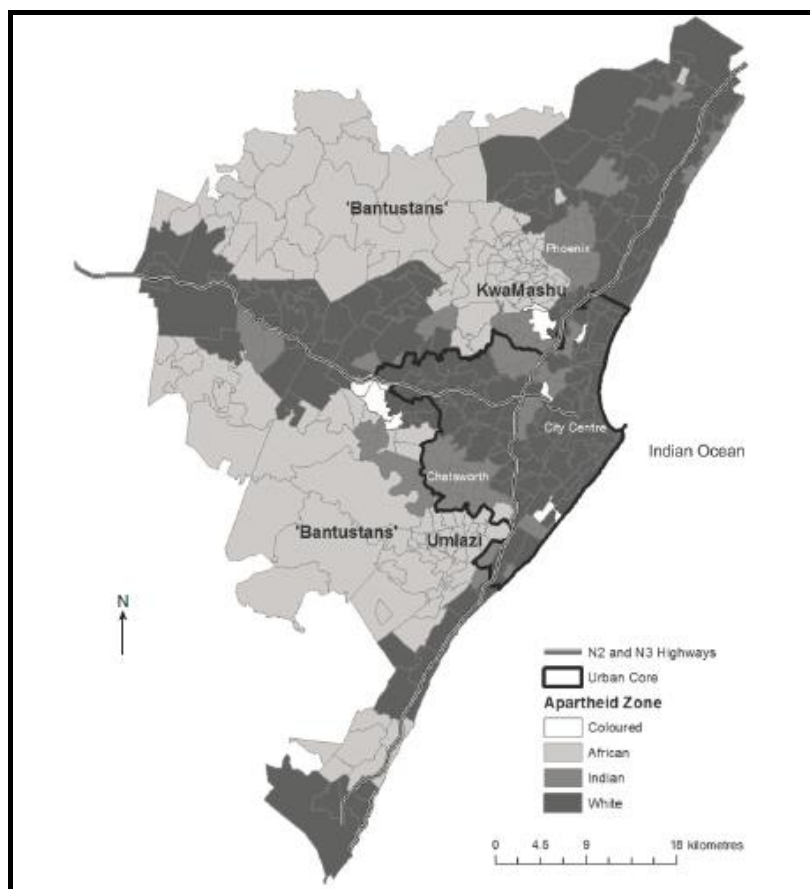 'Bantustans'
Phoenix
KwaMashu
City Centre
Indian Ocean
Chatsworth
'Bantustans'
Umlazi
N
N2 and N3 Highways
Urban Core
Apartheid Zone
Coloured
African
Indian
White
0 4.5 9 18 kilometres